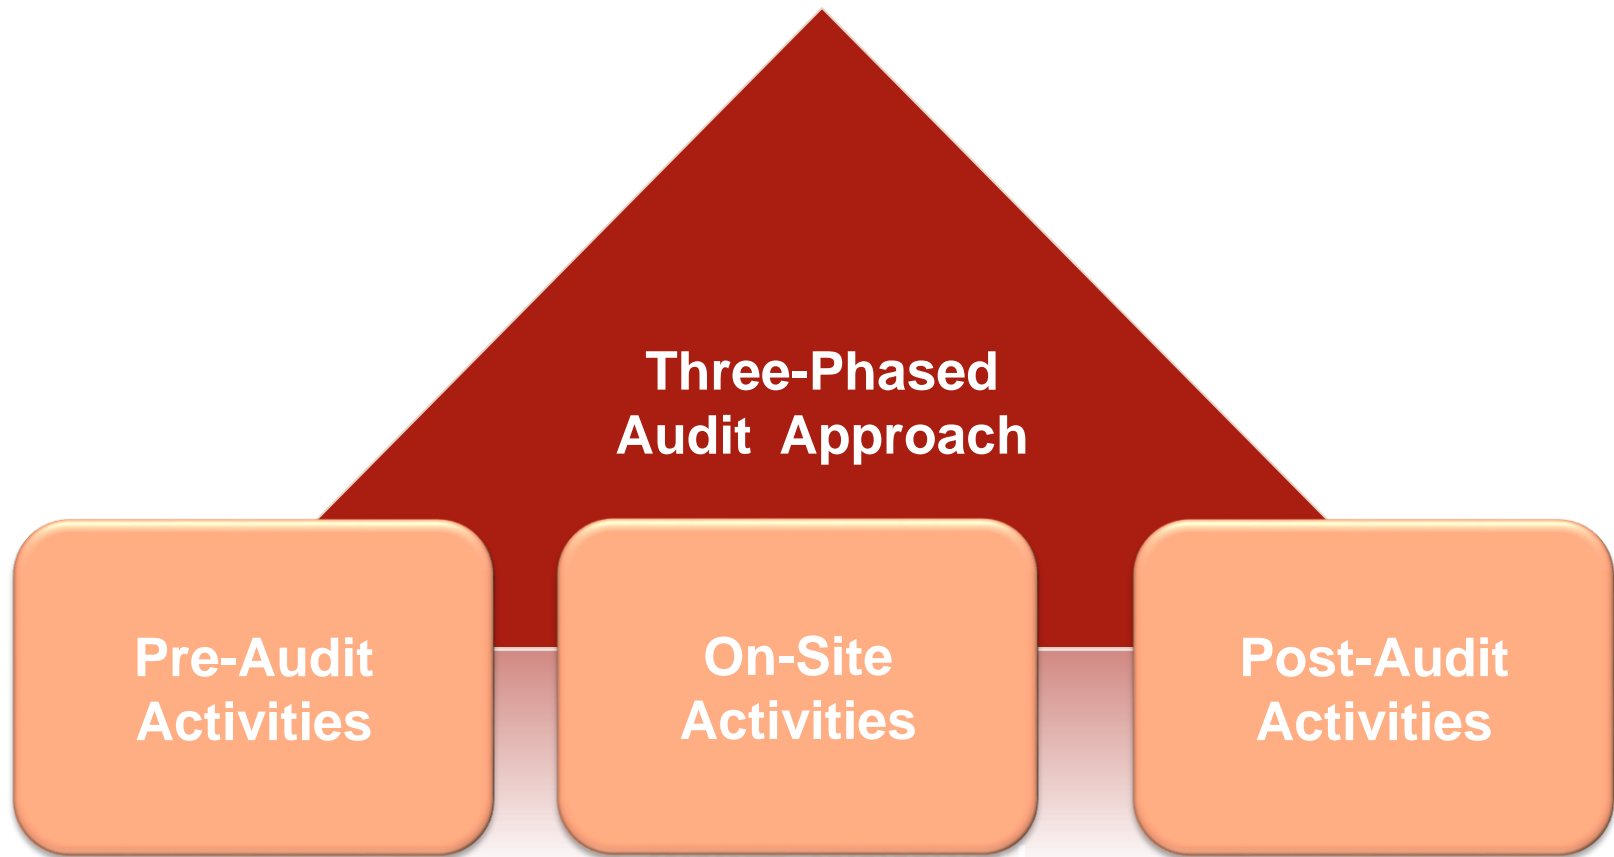 Three-Phased
Audit  Approach
Pre-Audit
Activities
On-Site
Activities
Post-Audit
Activities